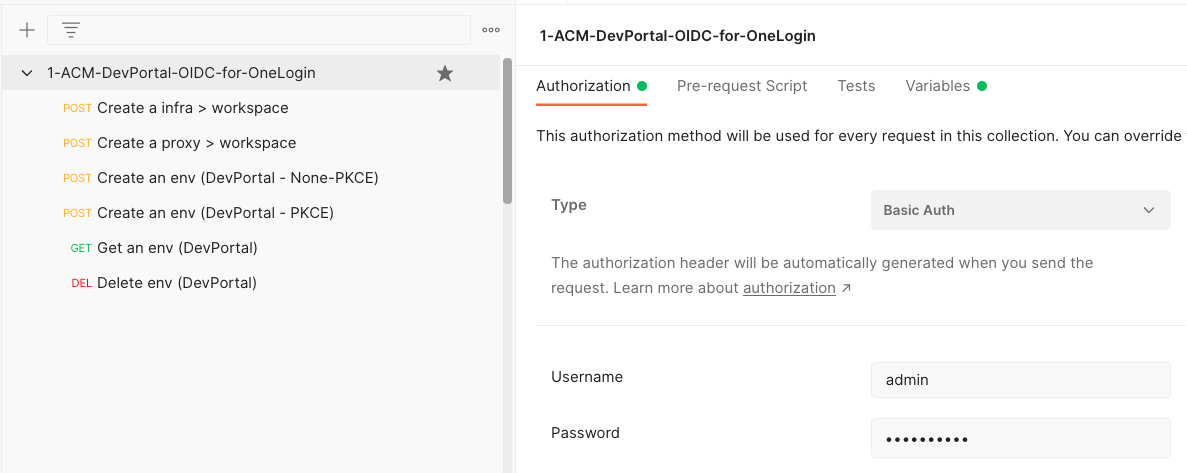 1-ACM-DevPortal-OIDC-for-OneLogin
POST Create a infra > workspace
POST Create a proxy > workspace
POST Create an env (DevPortal - None-PKCE)
POST Create an env (DevPortal - PKCE)
GET Get an env (DevPortal)
DEL Delete env (DevPortal)
1-ACM-DevPortal-OIDC-for-OneLogin
Authorization Pre-request Script Tests Variables
This authorization method will be used for every request in this collection. You can override
Type Basic Auth
The authorization header will be automatically generated when you send the
request. Learn more about authorization ↗
Username admin
Password ••••••••••